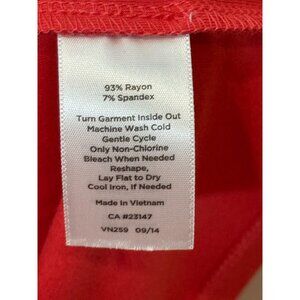 93% Rayon
7% Spandex
Turn Garment Inside Out
Machine Wash Cold
Gentle Cycle
Only Non-Chlorine
Bleach When Needed
Reshape,
Lay Flat to Dry
Cool Iron, if Needed
Made in Vietnam
CA #23147
VN259 09/14